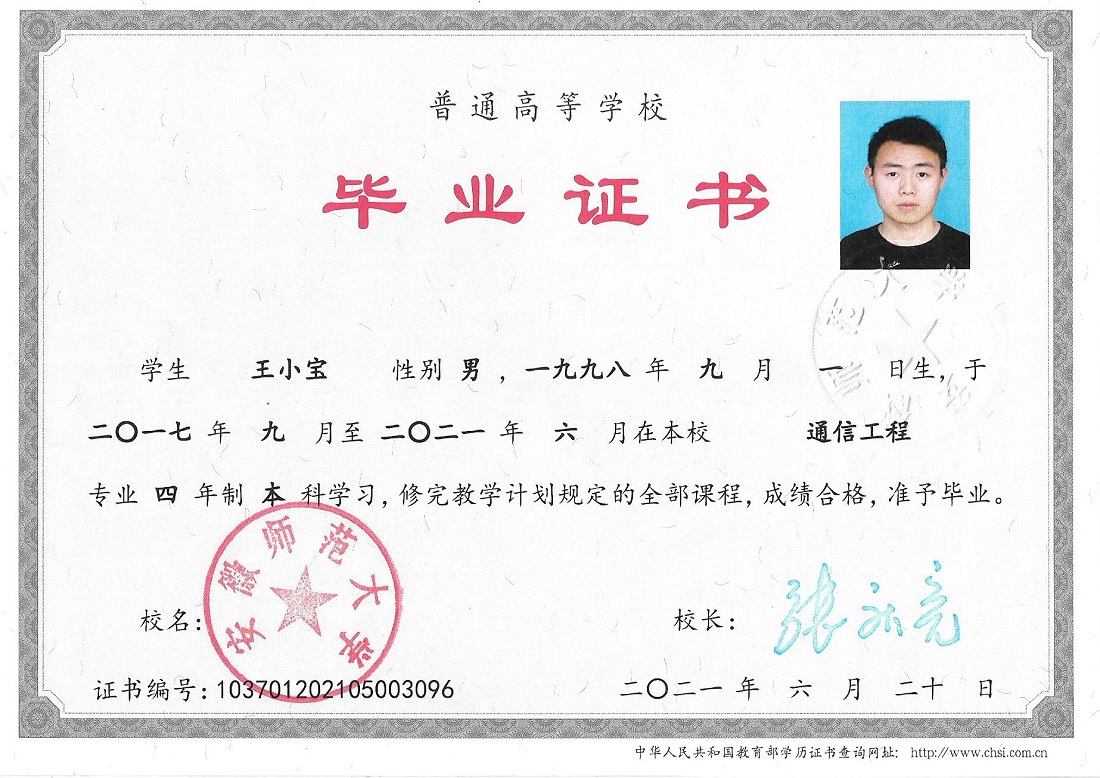 普通高等学校
毕业证书
学生 王小宝 性别 男，一九九八 年 九 月 一 日生，于
二〇一七 年 九 月至 二〇二一 年 六 月在本校 通信工程
专业 四 年制 本 科学习，修完教学计划规定的全部课程，成绩合格，准予毕业。
安徽师范大学
校名：
校长：张庆亮
证书编号：103701202105003096
二〇二一 年 六 月 二十 日
中华人民共和国教育部学历证书查询网址： http://www.chsi.com.cn